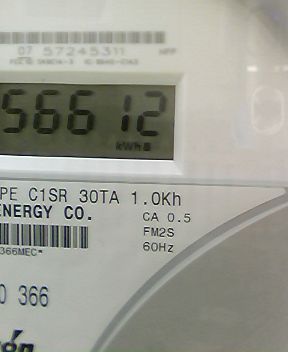 07 57245311
56612
kWh
PE C1SR 30TA 1.0Kh
ENERGY CO.
CA 0.5
FM2S
60Hz
366MEC*
0 366